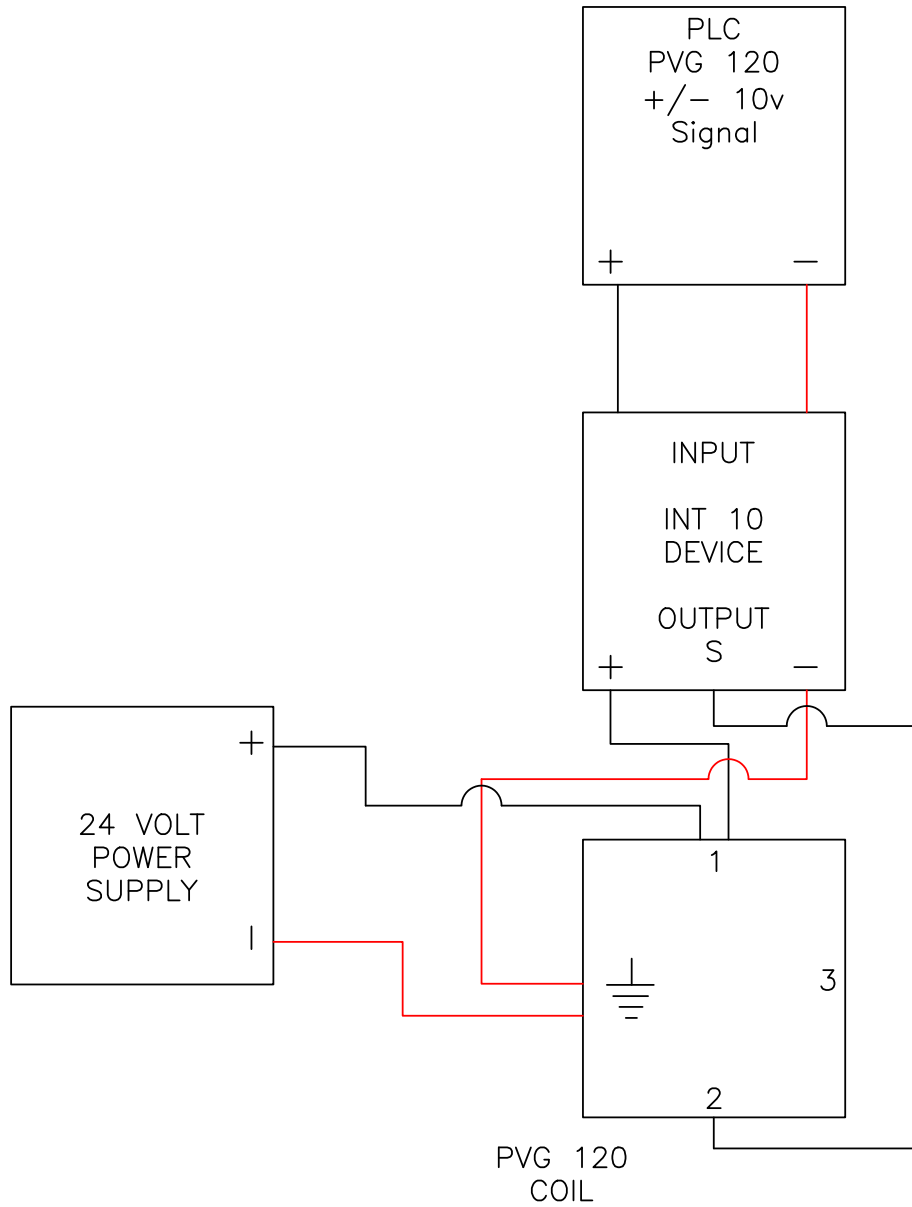 PLC
PVG 120
+/- 10v
Signal
+ −
INPUT
INT 10
DEVICE
OUTPUT
S
+ −
+
24 VOLT
POWER
SUPPLY
|
1
3
2
PVG 120
COIL